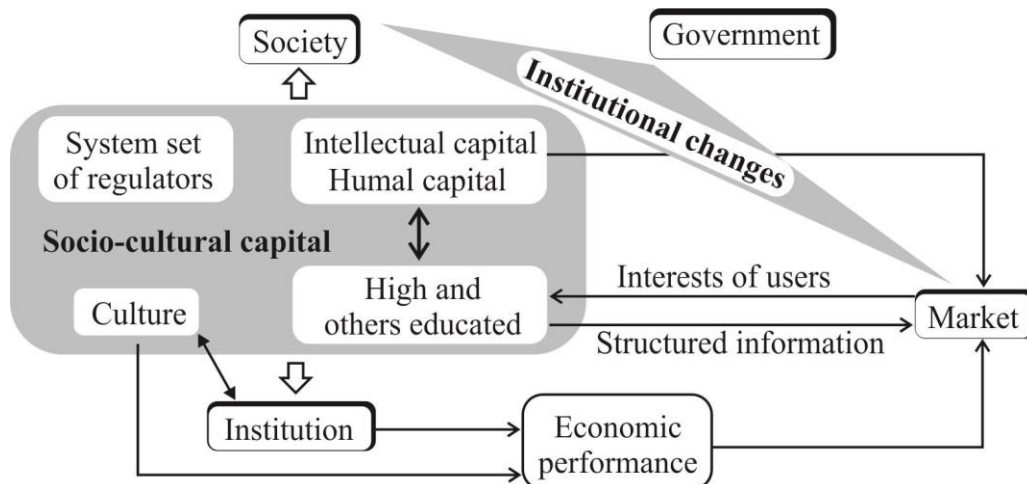 Society
Government
Institutional changes
System set
of regulators
Intellectual capital
Humal capital
Socio-cultural capital
High and
others educated
Culture
Interests of users
Structured information
Market
Institution
Economic
performance